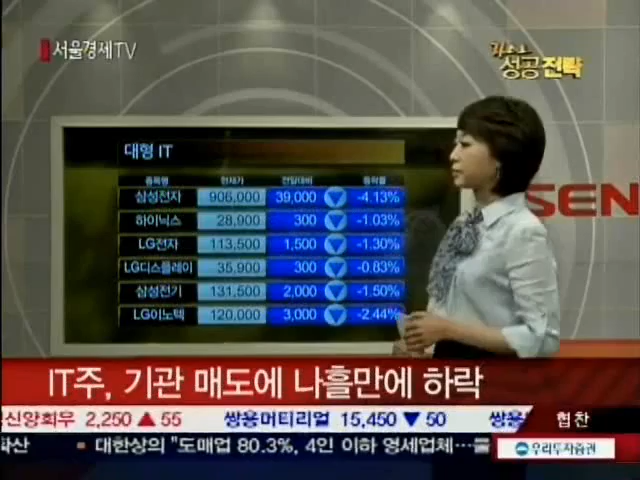 서울경제TV
성공 전략
대형 IT
종목명 현재가 전일대비 등락률
삼성전자 906,000 39,000 ▼ -4.13%
하이닉스 28,900 300 ▼ -1.03%
LG전자 113,500 1,500 ▼ -1.30%
LG디스플레이 35,900 300 ▼ -0.83%
삼성전기 131,500 2,000 ▼ -1.50%
LG이노텍 120,000 3,000 ▼ -2.44%
SEN
IT주, 기관 매도에 나흘만에 하락
신양회우 2,250 ▲ 55 쌍용머티리얼 15,450 ▼ 50 쌍용 협찬
확산 ▪ 대한상의 "도매업 80.3%, 4인 이하 영세업체… 우리투자증권